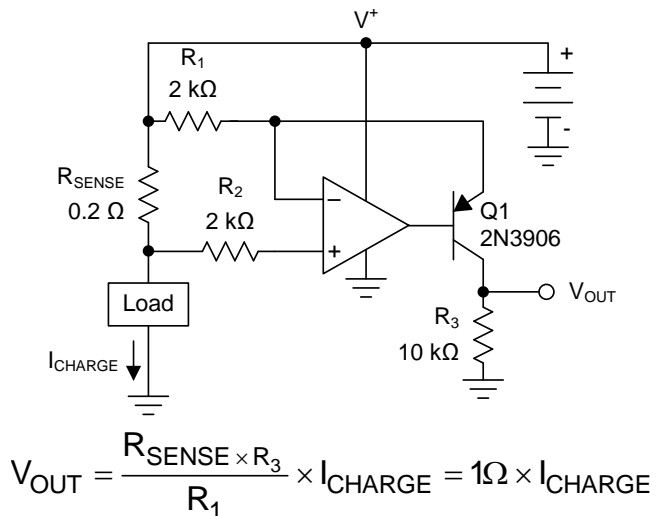 V+
R1
2 kΩ
+
-
RSENSE
0.2 Ω
R2
2 kΩ
−
+
Q1
2N3906
Load
VOUT
R3
10 kΩ
ICHARGE
VOUT = RSENSE × R3 / R1 × ICHARGE = 1Ω × ICHARGE